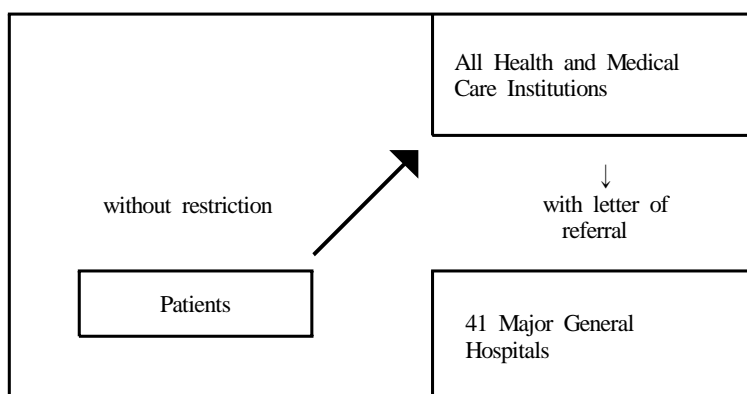 All Health and Medical
Care Institutions
↓
without restriction
with letter of
referral
Patients
41 Major General
Hospitals